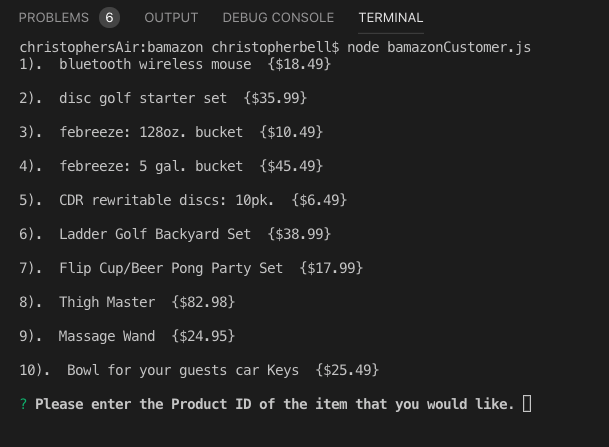 PROBLEMS 6 OUTPUT DEBUG CONSOLE TERMINAL
christophersAir:bamazon christopherbell$ node bamazonCustomer.js
1).  bluetooth wireless mouse  {$18.49}
2).  disc golf starter set  {$35.99}
3).  febreeze: 128oz. bucket  {$10.49}
4).  febreeze: 5 gal. bucket  {$45.49}
5).  CDR rewritable discs: 10pk.  {$6.49}
6).  Ladder Golf Backyard Set  {$38.99}
7).  Flip Cup/Beer Pong Party Set  {$17.99}
8).  Thigh Master  {$82.98}
9).  Massage Wand  {$24.95}
10).  Bowl for your guests car Keys  {$25.49}
? Please enter the Product ID of the item that you would like.